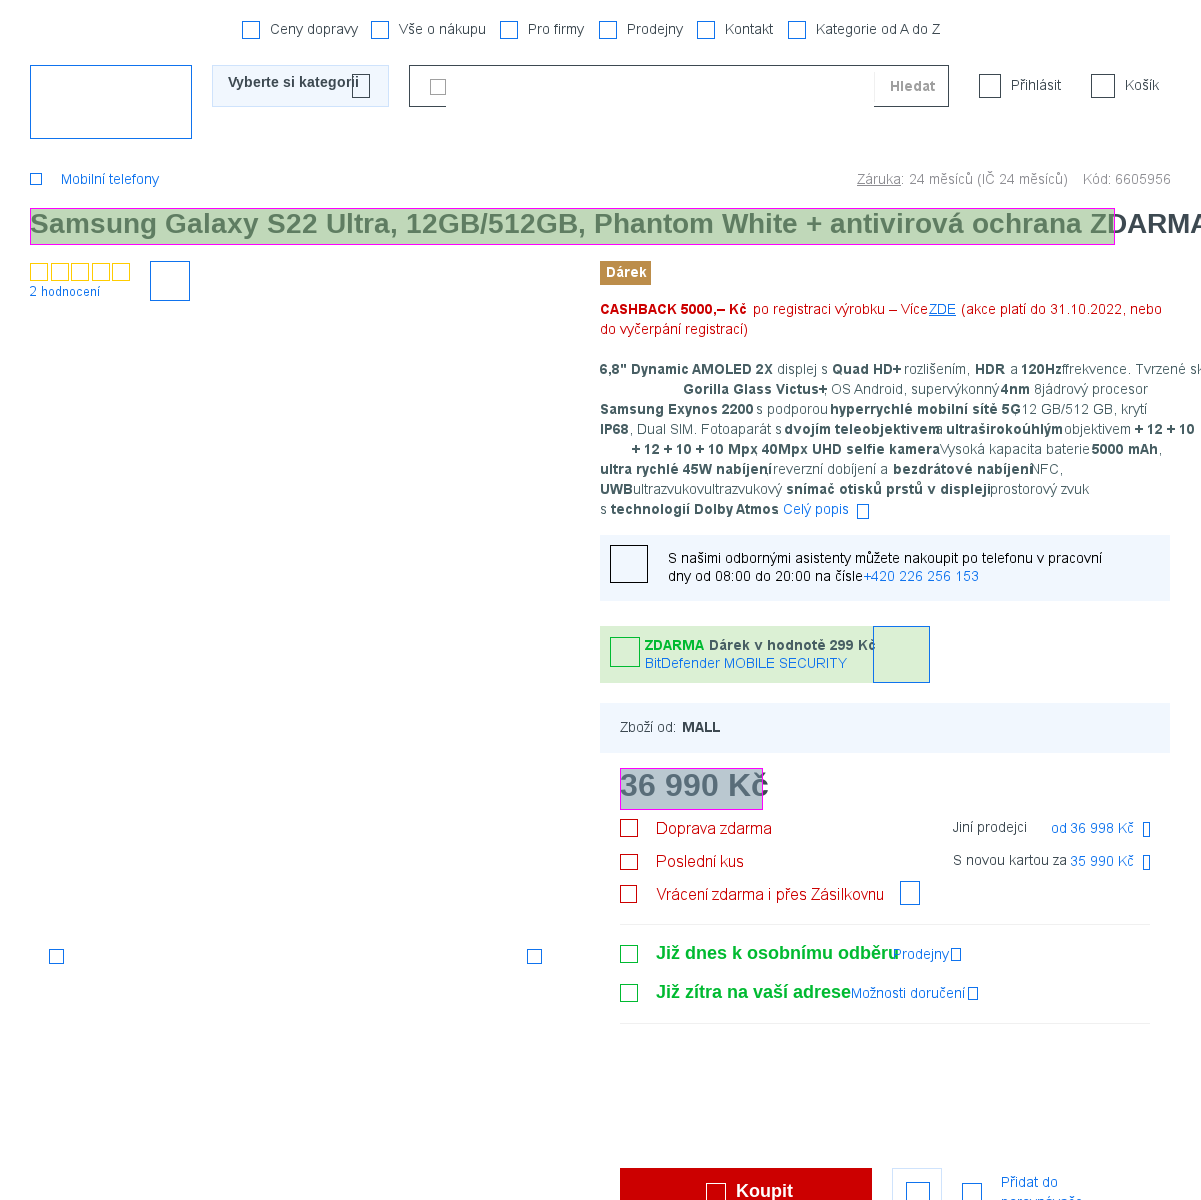 Ceny dopravy Vše o nákupu Pro firmy Prodejny Kontakt Kategorie od A do Z
Vyberte si kategorii Hledat Přihlásit Košík
Mobilní telefony Záruka: 24 měsíců (IČ 24 měsíců) Kód: 6605956
Samsung Galaxy S22 Ultra, 12GB/512GB, Phantom White + antivirová ochrana ZDARMA
2 hodnocení
Dárek
CASHBACK 5000,– Kč po registraci výrobku – Více ZDE (akce platí do 31.10.2022, nebo
do vyčerpání registrací)
6,8" Dynamic AMOLED 2X displej s Quad HD+ rozlišením, HDR a 120Hz frekvence. Tvrzené
Gorilla Glass Victus+, OS Android, supervýkonný 4nm 8jádrový procesor
Samsung Exynos 2200 s podporou hyperrychlé mobilní sítě 5G 12 GB/512 GB, krytí
IP68, Dual SIM. Fotoaparát s dvojím teleobjektivem a ultraširokoúhlým objektivem + 12 + 10
+ 12 + 10 + 10 Mpx, 40Mpx UHD selfie kamera Vysoká kapacita baterie 5000 mAh,
ultra rychlé 45W nabíjení, reverzní dobíjení a bezdrátové nabíjení NFC,
UWB ultrazvukovultrazvukový snímač otisků prstů v displeji prostorový zvuk
s technologií Dolby Atmos Celý popis
S našimi odbornými asistenty můžete nakoupit po telefonu v pracovní
dny od 08:00 do 20:00 na čísle +420 226 256 153
ZDARMA Dárek v hodnotě 299 Kč
BitDefender MOBILE SECURITY
Zboží od: MALL
36 990 Kč
Doprava zdarma Jiní prodejci od 36 998 Kč
Poslední kus S novou kartou za 35 990 Kč
Vrácení zdarma i přes Zásilkovnu
Již dnes k osobnímu odběru Prodejny
Již zítra na vaší adrese Možnosti doručení
Koupit Přidat do